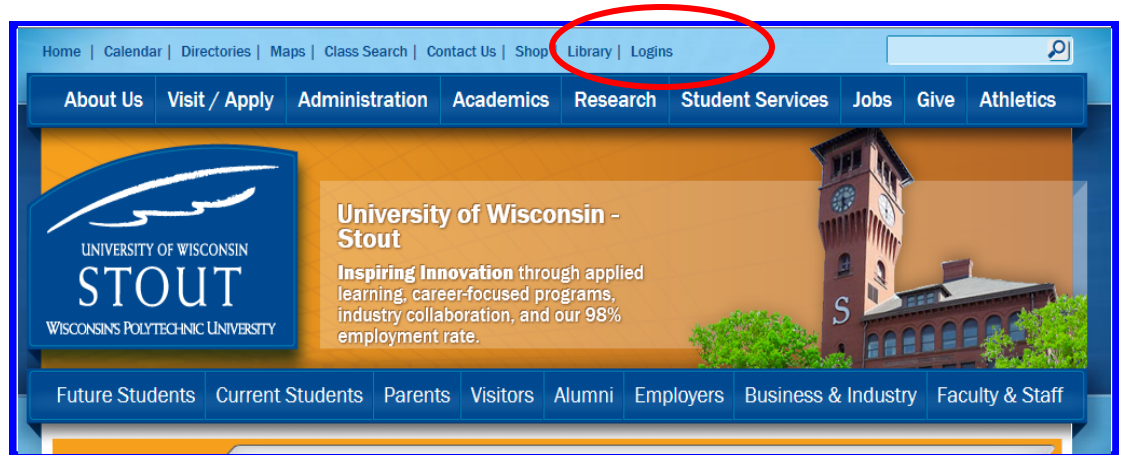 Home | Calendar | Directories | Maps | Class Search | Contact Us | Shop | Library | Logins
About Us Visit / Apply Administration Academics Research Student Services Jobs Give Athletics
UNIVERSITY OF WISCONSIN
STOUT
WISCONSIN'S POLYTECHNIC UNIVERSITY
University of Wisconsin -
Stout
Inspiring Innovation through applied
learning, career-focused programs,
industry collaboration, and our 98%
employment rate.
S
Future Students Current Students Parents Visitors Alumni Employers Business & Industry Faculty & Staff